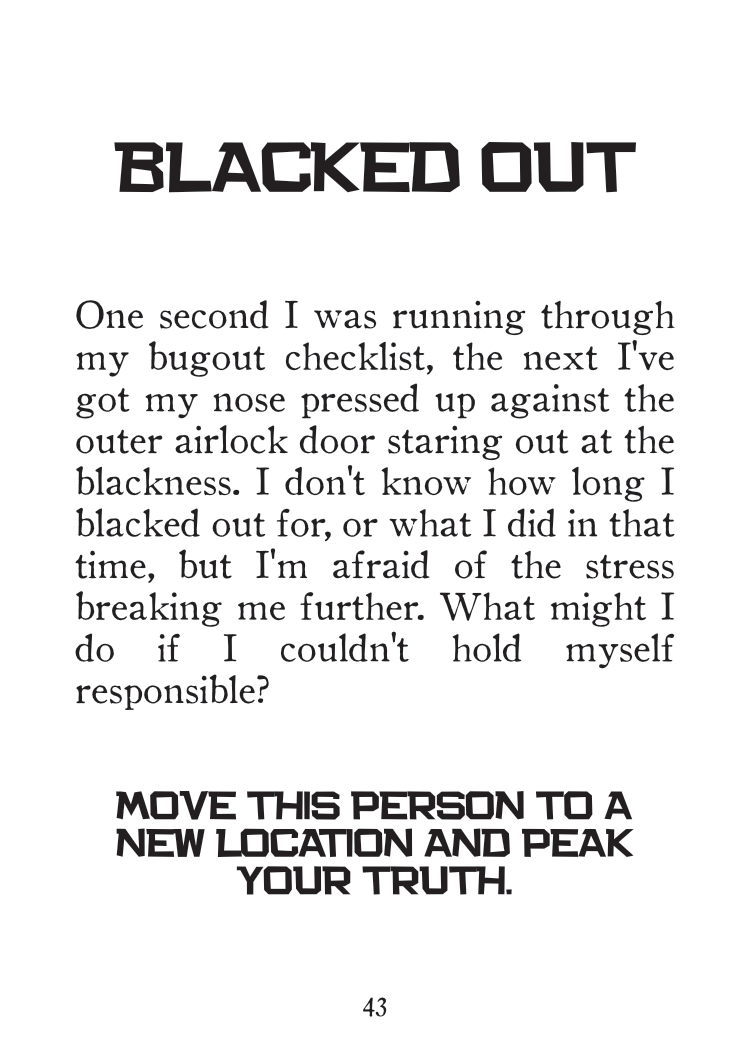 BLACKED OUT
One second I was running through
my bugout checklist, the next I've
got my nose pressed up against the
outer airlock door staring out at the
blackness. I don't know how long I
blacked out for, or what I did in that
time, but I'm afraid of the stress
breaking me further. What might I
do if I couldn't hold myself
responsible?
MOVE THIS PERSON TO A
NEW LOCATION AND PEAK
YOUR TRUTH.
43